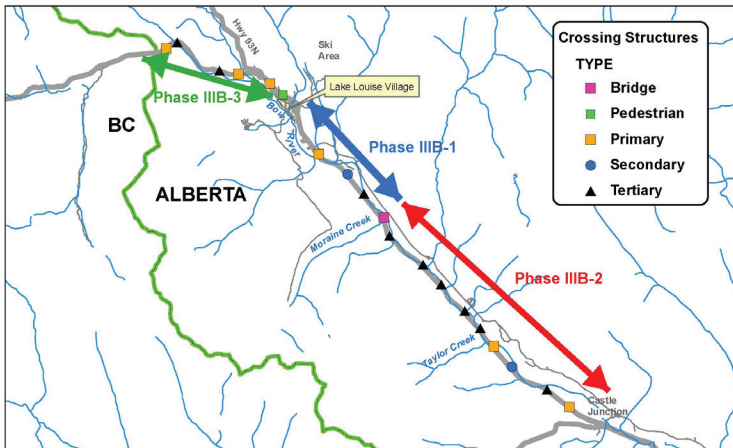 Hwy 93N
Ski
Area
Lake Louise Village
Phase IIIB-3
Bow
River
BC
ALBERTA
Phase IIIB-1
Moraine Creek
Phase IIIB-2
Taylor Creek
Castle
Junction
Crossing Structures
TYPE
Bridge
Pedestrian
Primary
Secondary
Tertiary